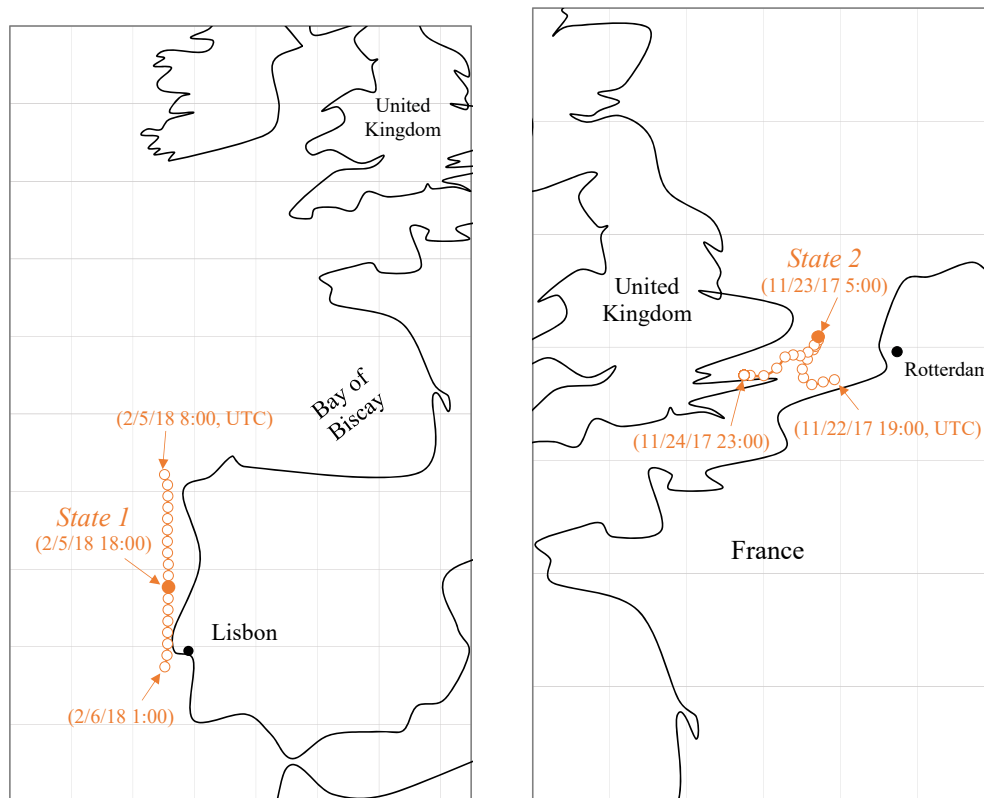 United
Kingdom
Bay of
Biscay
(2/5/18 8:00, UTC)
State 1
(2/5/18 18:00)
Lisbon
(2/6/18 1:00)
State 2
(11/23/17 5:00)
United
Kingdom
Rotterdam
(11/24/17 23:00)
(11/22/17 19:00, UTC)
France